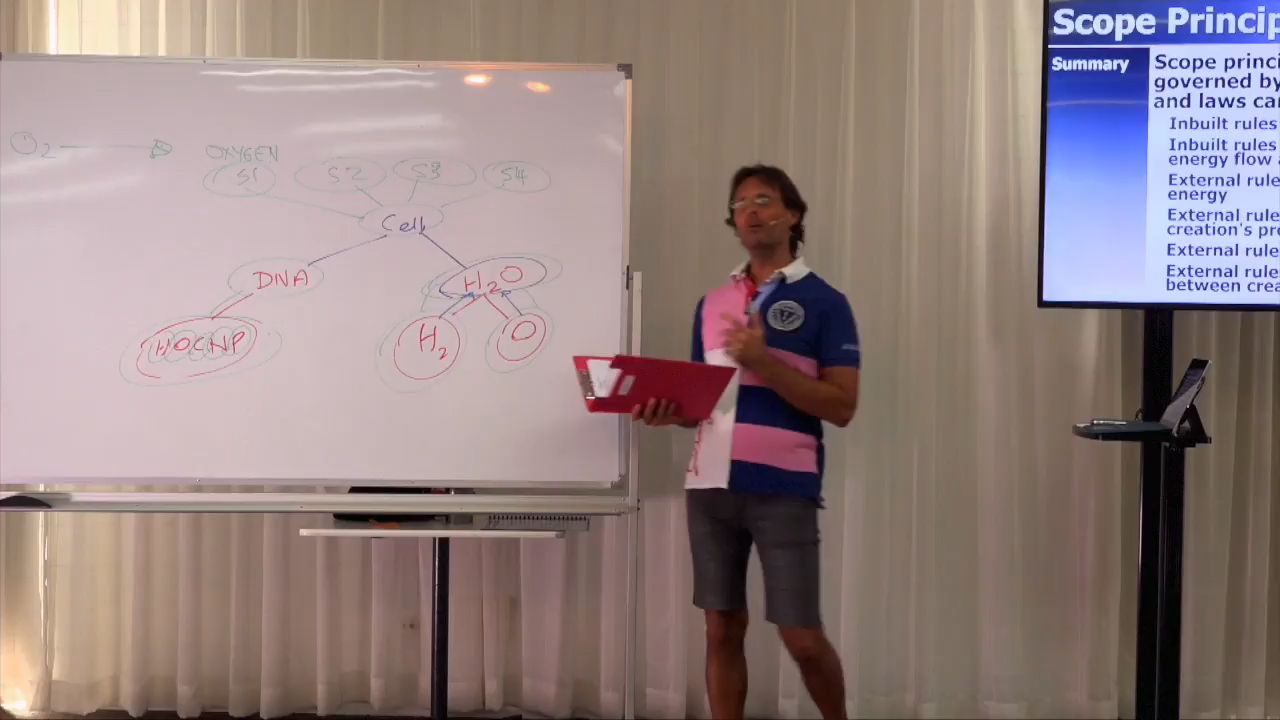 O2
OXYGEN
S1 S2 S3 S4
Cell
DNA
H2O
HOCNP
H2
O
Scope Princip
Summary
Scope princi
governed by
and laws ca
Inbuilt rules
Inbuilt rules
energy flow a
External rule
energy
External rule
creation's pro
External rule
External rule
between crea